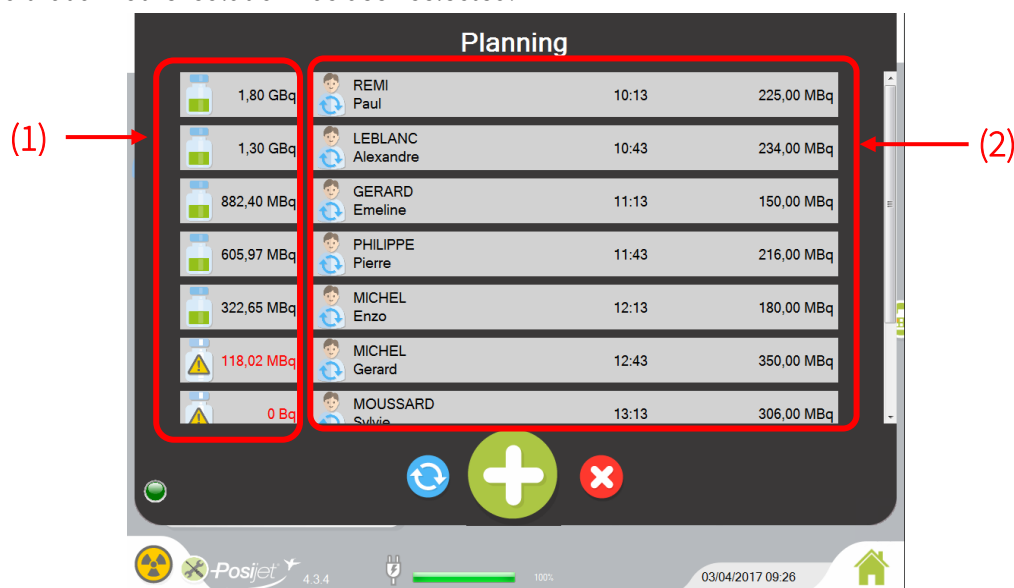 Planning
1,80 GBq REMI Paul 10:13 225,00 MBq
1,30 GBq LEBLANC Alexandre 10:43 234,00 MBq
882,40 MBq GERARD Emeline 11:13 150,00 MBq
605,97 MBq PHILIPPE Pierre 11:43 216,00 MBq
322,65 MBq MICHEL Enzo 12:13 180,00 MBq
118,02 MBq MICHEL Gerard 12:43 350,00 MBq
0 Bq MOUSSARD Sylvie 13:13 306,00 MBq
(1)
(2)
Posijet 4.3.4 100% 03/04/2017 09:26